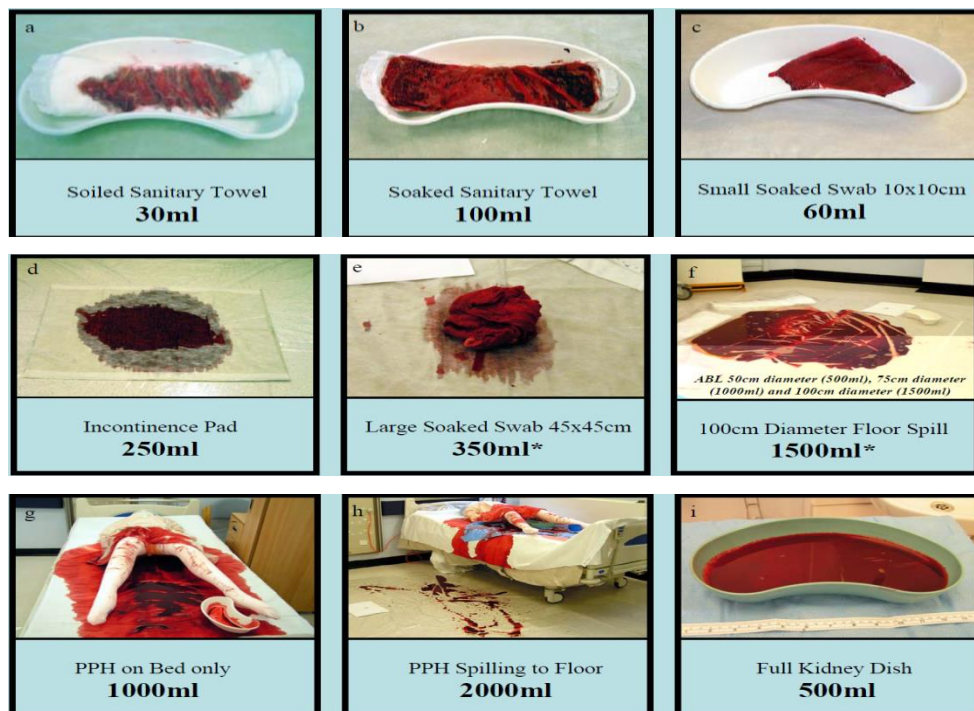 a
Soiled Sanitary Towel
30ml
b
Soaked Sanitary Towel
100ml
c
Small Soaked Swab 10x10cm
60ml
d
Incontinence Pad
250ml
e
Large Soaked Swab 45x45cm
350ml*
f
ABL 50cm diameter (500ml), 75cm diameter
(1000ml) and 100cm diameter (1500ml)
100cm Diameter Floor Spill
1500ml*
g
PPH on Bed only
1000ml
h
PPH Spilling to Floor
2000ml
i
Full Kidney Dish
500ml